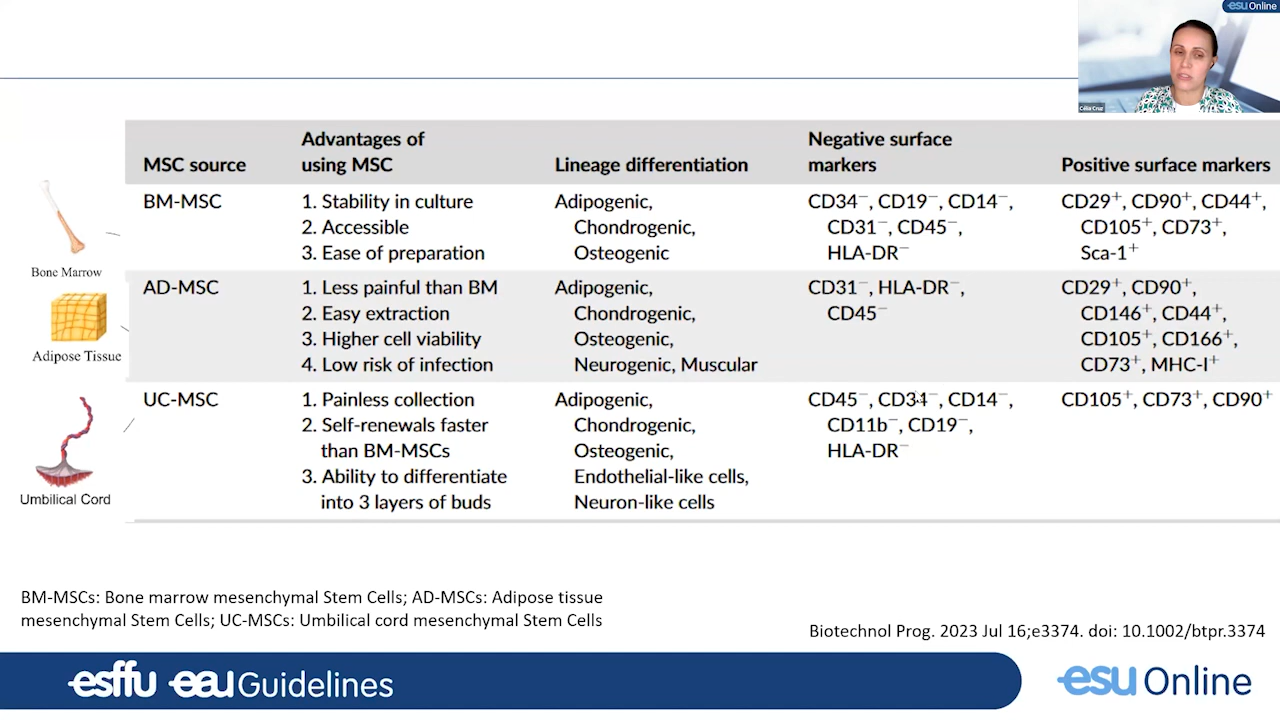 esu Online
Célia Cruz
MSC source
Advantages of
using MSC
Lineage differentiation
Negative surface
markers
Positive surface markers
Bone Marrow
BM-MSC
1. Stability in culture
2. Accessible
3. Ease of preparation
Adipogenic,
Chondrogenic,
Osteogenic
CD34⁻, CD19⁻, CD14⁻,
CD31⁻, CD45⁻,
HLA-DR⁻
CD29⁺, CD90⁺, CD44⁺,
CD105⁺, CD73⁺,
Sca-1⁺
Adipose Tissue
AD-MSC
1. Less painful than BM
2. Easy extraction
3. Higher cell viability
4. Low risk of infection
Adipogenic,
Chondrogenic,
Osteogenic,
Neurogenic, Muscular
CD31⁻, HLA-DR⁻,
CD45⁻
CD29⁺, CD90⁺,
CD146⁺, CD44⁺,
CD105⁺, CD166⁺,
CD73⁺, MHC-I⁺
Umbilical Cord
UC-MSC
1. Painless collection
2. Self-renewals faster
than BM-MSCs
3. Ability to differentiate
into 3 layers of buds
Adipogenic,
Chondrogenic,
Osteogenic,
Endothelial-like cells,
Neuron-like cells
CD45⁻, CD34⁻, CD14⁻,
CD11b⁻, CD19⁻,
HLA-DR⁻
CD105⁺, CD73⁺, CD90⁺
BM-MSCs: Bone marrow mesenchymal Stem Cells; AD-MSCs: Adipose tissue
mesenchymal Stem Cells; UC-MSCs: Umbilical cord mesenchymal Stem Cells
Biotechnol Prog. 2023 Jul 16;e3374. doi: 10.1002/btpr.3374
esffu eau Guidelines
esu Online